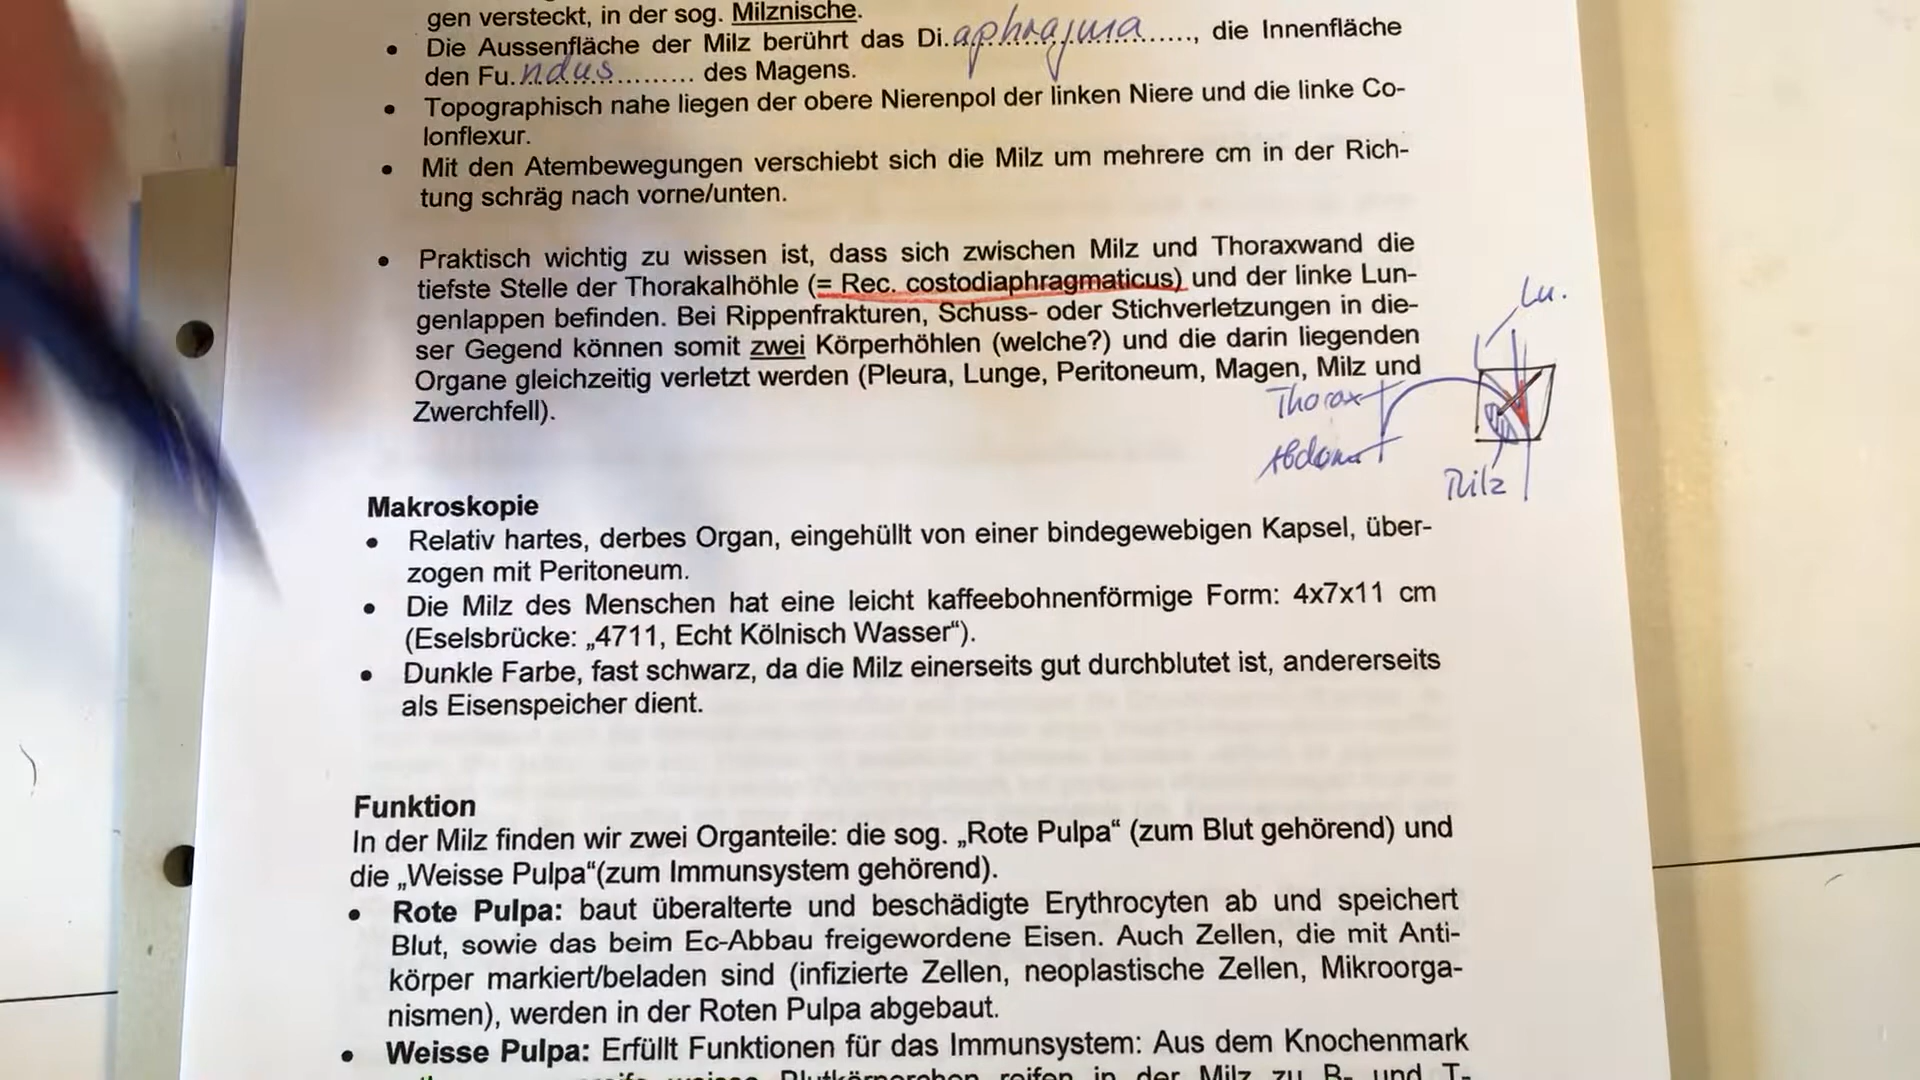 gen versteckt, in der sog. Milznische.
• Die Aussenfläche der Milz berührt das Di.aphragma......, die Innenfläche
den Fu.ndus.......... des Magens.
• Topographisch nahe liegen der obere Nierenpol der linken Niere und die linke Co-
lonflexur.
• Mit den Atembewegungen verschiebt sich die Milz um mehrere cm in der Rich-
tung schräg nach vorne/unten.
• Praktisch wichtig zu wissen ist, dass sich zwischen Milz und Thoraxwand die
tiefste Stelle der Thorakalhöhle (= Rec. costodiaphragmaticus) und der linke Lun-
genlappen befinden. Bei Rippenfrakturen, Schuss- oder Stichverletzungen in die-
ser Gegend können somit zwei Körperhöhlen (welche?) und die darin liegenden
Organe gleichzeitig verletzt werden (Pleura, Lunge, Peritoneum, Magen, Milz und
Zwerchfell).
Lu.
Thorax
Abdomen
Milz
Makroskopie
• Relativ hartes, derbes Organ, eingehüllt von einer bindegewebigen Kapsel, über-
zogen mit Peritoneum.
• Die Milz des Menschen hat eine leicht kaffeebohnenförmige Form: 4x7x11 cm
(Eselsbrücke: „4711, Echt Kölnisch Wasser“).
• Dunkle Farbe, fast schwarz, da die Milz einerseits gut durchblutet ist, andererseits
als Eisenspeicher dient.
Funktion
In der Milz finden wir zwei Organteile: die sog. „Rote Pulpa“ (zum Blut gehörend) und
die „Weisse Pulpa“(zum Immunsystem gehörend).
• Rote Pulpa: baut überalterte und beschädigte Erythrocyten ab und speichert
Blut, sowie das beim Ec-Abbau freigewordene Eisen. Auch Zellen, die mit Anti-
körper markiert/beladen sind (infizierte Zellen, neoplastische Zellen, Mikroorga-
nismen), werden in der Roten Pulpa abgebaut.
• Weisse Pulpa: Erfüllt Funktionen für das Immunsystem: Aus dem Knochenmark
reifen in der Milz zu B- und T-